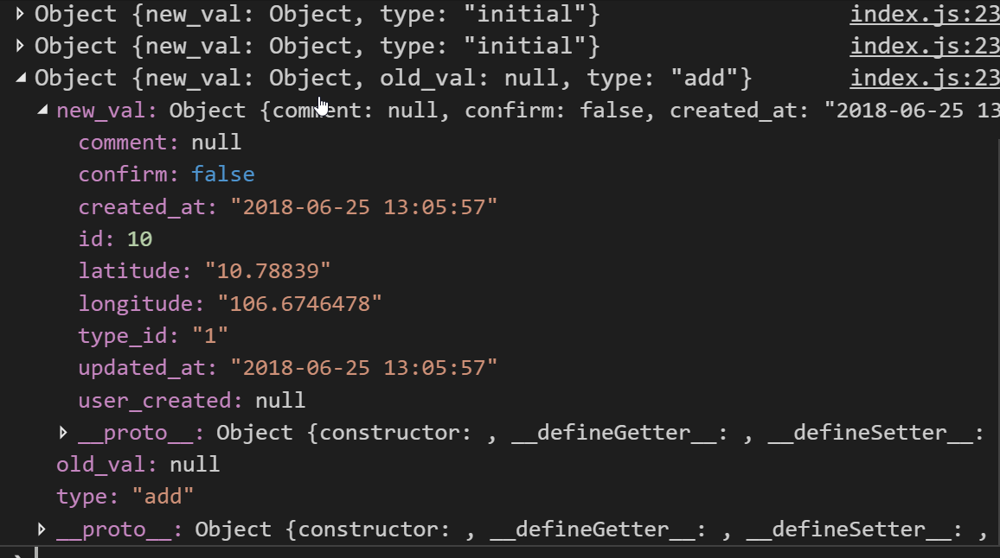 Object {new_val: Object, type: "initial"} index.js:23
Object {new_val: Object, type: "initial"} index.js:23
Object {new_val: Object, old_val: null, type: "add"} index.js:23
new_val: Object {comment: null, confirm: false, created_at: "2018-06-25 13
comment: null
confirm: false
created_at: "2018-06-25 13:05:57"
id: 10
latitude: "10.78839"
longitude: "106.6746478"
type_id: "1"
updated_at: "2018-06-25 13:05:57"
user_created: null
__proto__: Object {constructor: , __defineGetter__: , __defineSetter__:
old_val: null
type: "add"
__proto__: Object {constructor: , __defineGetter__: , __defineSetter__: ,